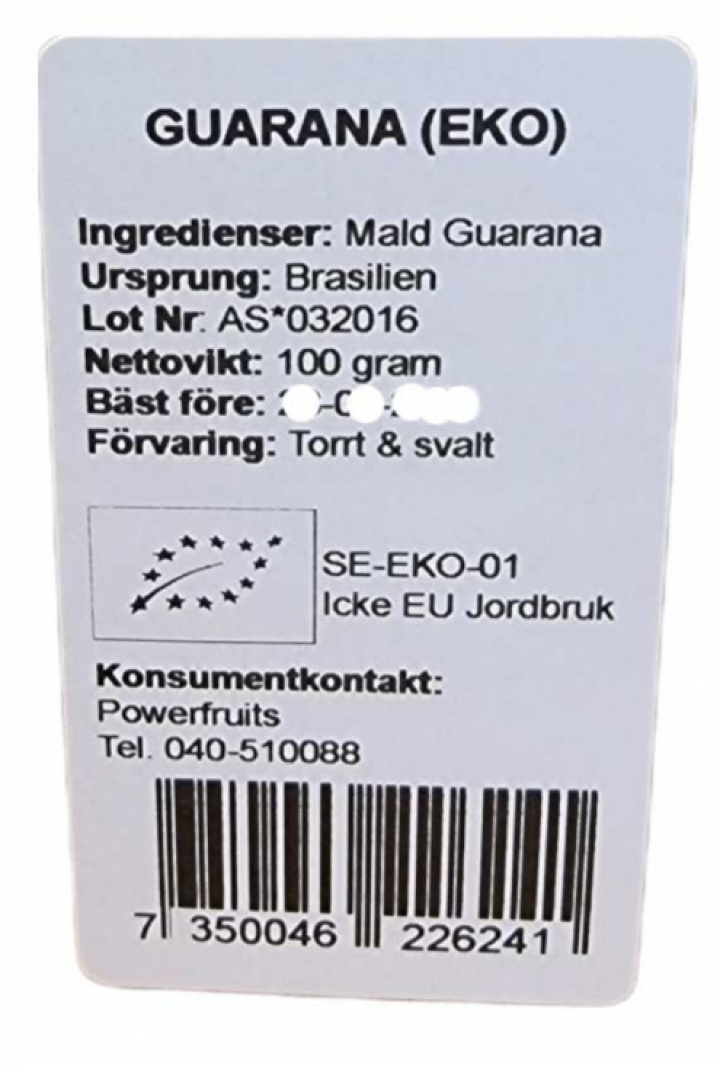 GUARANA (EKO)
Ingredienser: Mald Guarana
Ursprung: Brasilien
Lot Nr: AS*032016
Nettovikt: 100 gram
Bäst före:
Förvaring: Torrt & svalt
SE-EKO-01
Icke EU Jordbruk
Konsumentkontakt:
Powerfruits
Tel. 040-510088
7 350046 226241